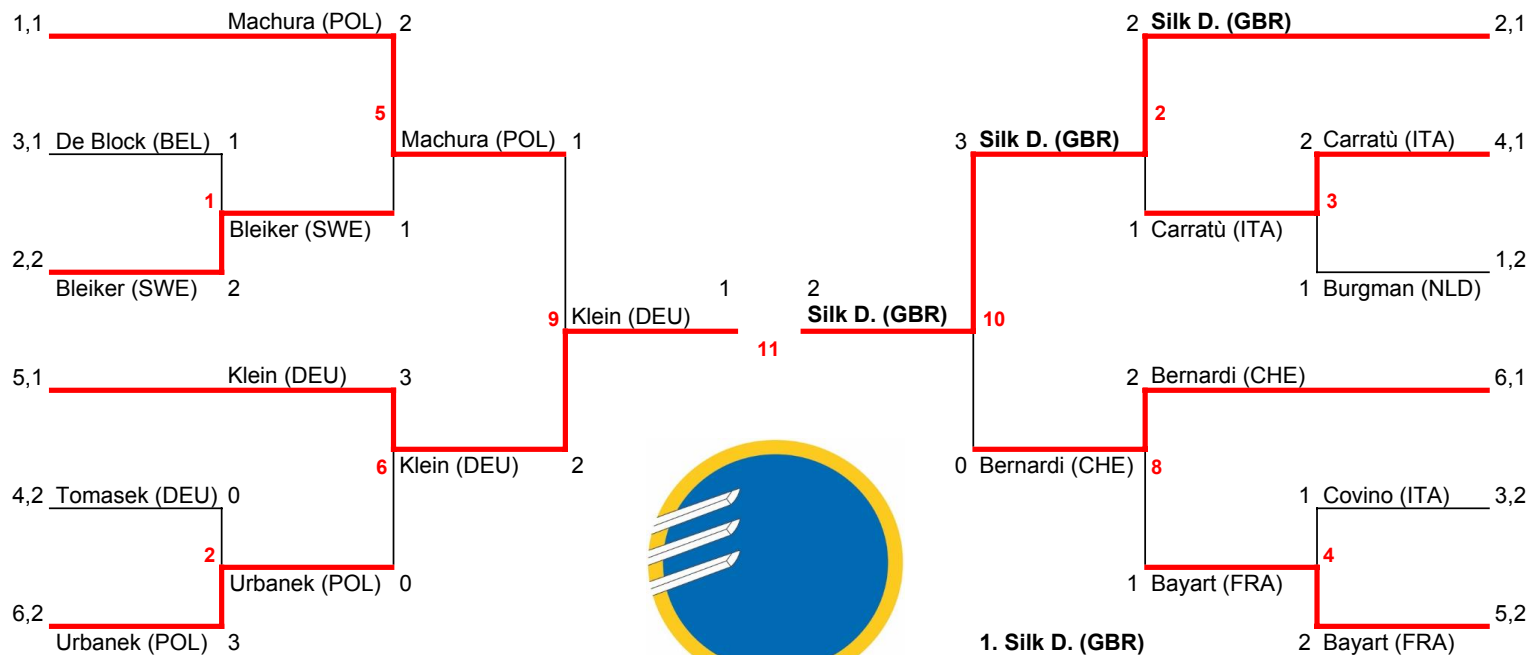 1,1 Machura (POL) 2 2 Silk D. (GBR) 2,1
5 2
3,1 De Block (BEL) 1 Machura (POL) 1 3 Silk D. (GBR) 2 Carratù (ITA) 4,1
1 3
Bleiker (SWE) 1 1 Carratù (ITA)
2,2 1,2
Bleiker (SWE) 2 1 2 1 Burgman (NLD)
9 Klein (DEU) Silk D. (GBR) 10
11
5,1 Klein (DEU) 3 2 Bernardi (CHE) 6,1
6 Klein (DEU) 2 0 Bernardi (CHE) 8
4,2 Tomasek (DEU) 0 1 Covino (ITA) 3,2
2 4
Urbanek (POL) 0 1 Bayart (FRA)
6,2 5,2
Urbanek (POL) 3 1. Silk D. (GBR) 2 Bayart (FRA)